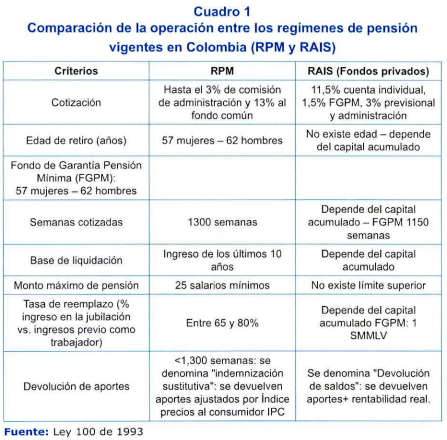 Cuadro 1
Comparación de la operación entre los regímenes de pensión
vigentes en Colombia (RPM y RAIS)
Criterios
RPM
RAIS (Fondos privados)
Cotización
Hasta el 3% de comisión
de administración y 13% al
fondo común
11,5% cuenta individual,
1,5% FGPM, 3% previsional
y administración
Edad de retiro (años)
57 mujeres – 62 hombres
No existe edad – depende
del capital acumulado
Fondo de Garantía Pensión
Mínima (FGPM):
57 mujeres – 62 hombres
Semanas cotizadas
1300 semanas
Depende del capital
acumulado – FGPM 1150
semanas
Base de liquidación
Ingreso de los últimos 10
años
Depende del capital
acumulado
Monto máximo de pensión
25 salarios mínimos
No existe límite superior
Tasa de reemplazo (%
ingreso en la jubilación
vs. ingresos previo como
trabajador)
Entre 65 y 80%
Depende del capital
acumulado FGPM: 1
SMMLV
Devolución de aportes
<1,300 semanas: se
denomina "indemnización
sustitutiva": se devuelven
aportes ajustados por Índice
precios al consumidor IPC
Se denomina "Devolución
de saldos": se devuelven
aportes+ rentabilidad real.
Fuente: Ley 100 de 1993